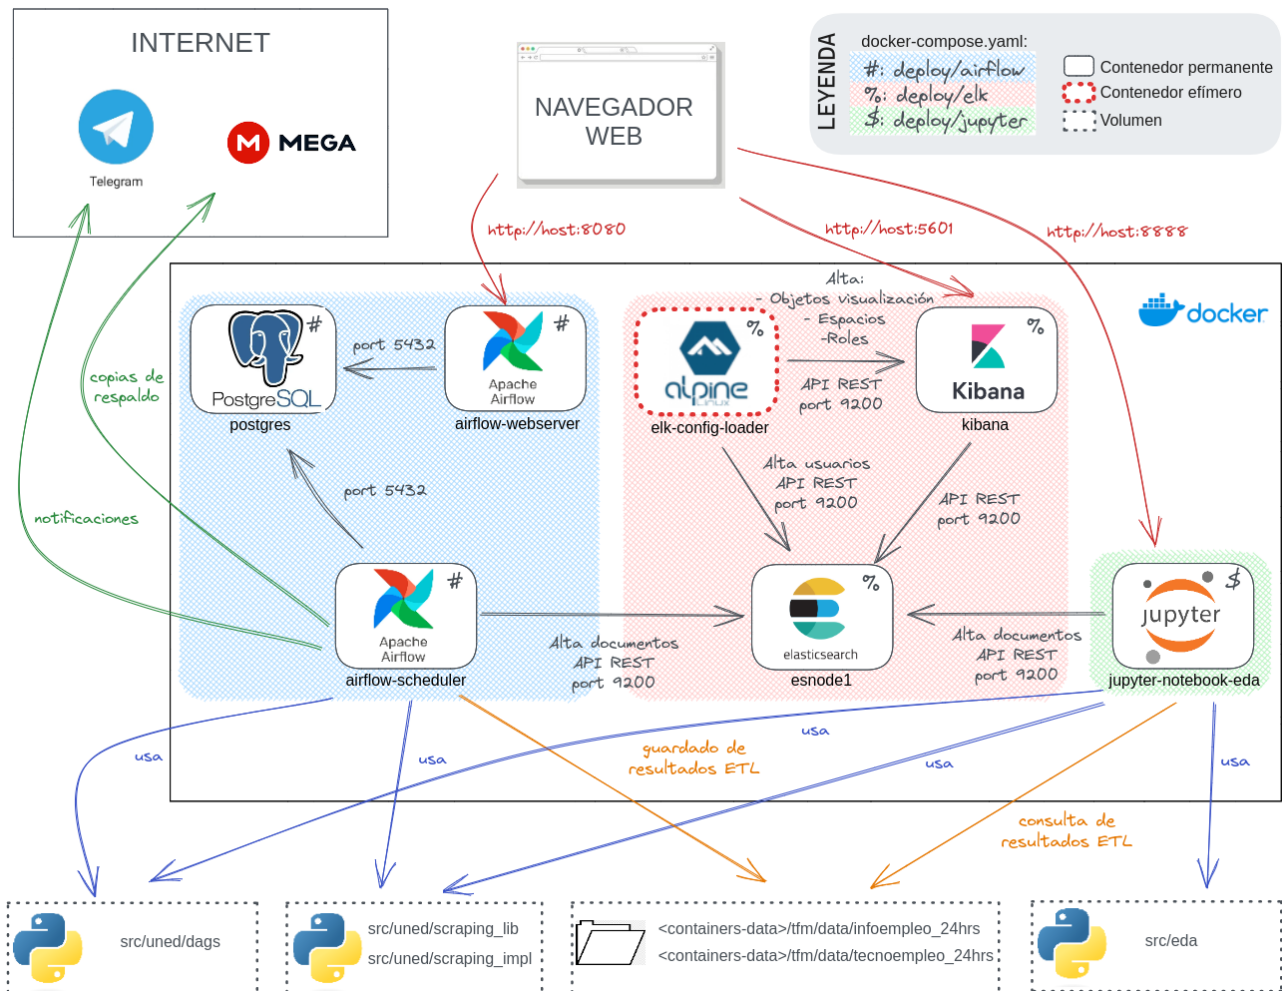 INTERNET
Telegram
MEGA
NAVEGADOR
WEB
LEYENDA
docker-compose.yaml:
#: deploy/airflow
%: deploy/elk
$: deploy/jupyter
Contenedor permanente
Contenedor efímero
Volumen
http://host:8080
http://host:5601
http://host:8888
docker
#
PostgreSQL
postgres
port 5432
#
Apache
Airflow
airflow-webserver
copias de
respaldo
notificaciones
port 5432
#
Apache
Airflow
airflow-scheduler
Alta:
- Objetos visualización
- Espacios
-Roles
%
alpine
Linux
elk-config-loader
API REST
port 9200
%
Kibana
kibana
Alta usuarios
API REST
port 9200
API REST
port 9200
%
elasticsearch
esnode1
Alta documentos
API REST
port 9200
Alta documentos
API REST
port 9200
$
jupyter
jupyter-notebook-eda
usa
usa
guardado de
resultados ETL
usa
usa
usa
consulta de
resultados ETL
src/uned/dags
src/uned/scraping_lib
src/uned/scraping_impl
<containers-data>/tfm/data/infoempleo_24hrs
<containers-data>/tfm/data/tecnoempleo_24hrs
src/eda